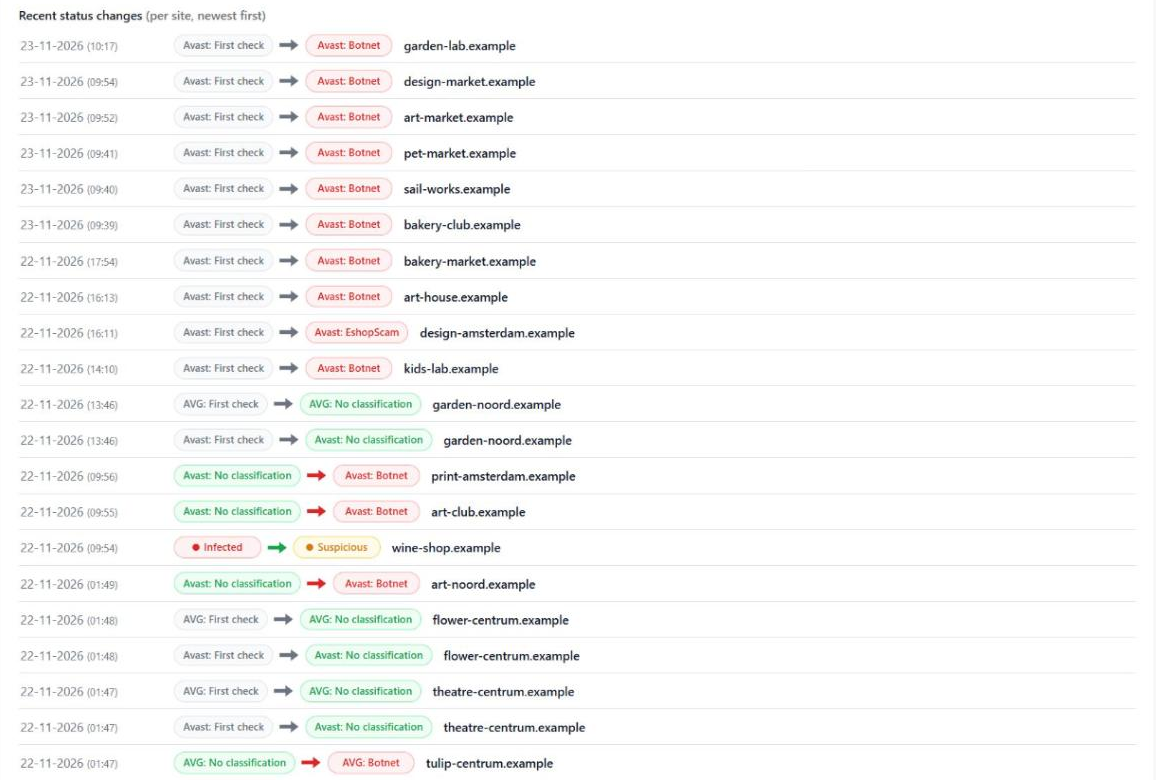 Recent status changes (per site, newest first)
23-11-2026 (10:17) Avast: First check Avast: Botnet garden-lab.example
23-11-2026 (09:54) Avast: First check Avast: Botnet design-market.example
23-11-2026 (09:52) Avast: First check Avast: Botnet art-market.example
23-11-2026 (09:41) Avast: First check Avast: Botnet pet-market.example
23-11-2026 (09:40) Avast: First check Avast: Botnet sail-works.example
23-11-2026 (09:39) Avast: First check Avast: Botnet bakery-club.example
22-11-2026 (17:54) Avast: First check Avast: Botnet bakery-market.example
22-11-2026 (16:13) Avast: First check Avast: Botnet art-house.example
22-11-2026 (16:11) Avast: First check Avast: EshopScam design-amsterdam.example
22-11-2026 (14:10) Avast: First check Avast: Botnet kids-lab.example
22-11-2026 (13:46) AVG: First check AVG: No classification garden-noord.example
22-11-2026 (13:46) Avast: First check Avast: No classification garden-noord.example
22-11-2026 (09:56) Avast: No classification Avast: Botnet print-amsterdam.example
22-11-2026 (09:55) Avast: No classification Avast: Botnet art-club.example
22-11-2026 (09:54) Infected Suspicious wine-shop.example
22-11-2026 (01:49) Avast: No classification Avast: Botnet art-noord.example
22-11-2026 (01:48) AVG: First check AVG: No classification flower-centrum.example
22-11-2026 (01:48) Avast: First check Avast: No classification flower-centrum.example
22-11-2026 (01:47) AVG: First check AVG: No classification theatre-centrum.example
22-11-2026 (01:47) Avast: First check Avast: No classification theatre-centrum.example
22-11-2026 (01:47) AVG: No classification AVG: Botnet tulip-centrum.example